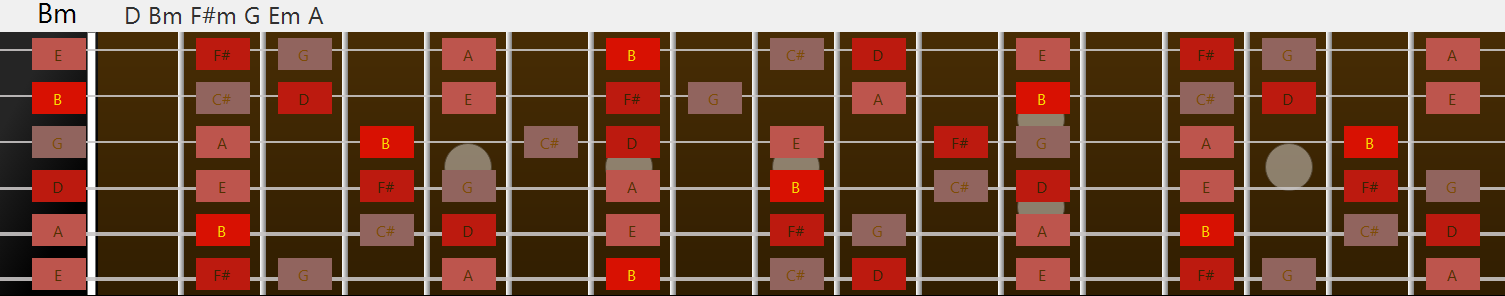 Bm D Bm F#m G Em A
E F# G A B C# D E F# G A
B C# D E F# G A B C# D E
G A B C# D E F# G A B
D E F# G A B C# D E F# G
A B C# D E F# G A B C# D
E F# G A B C# D E F# G A